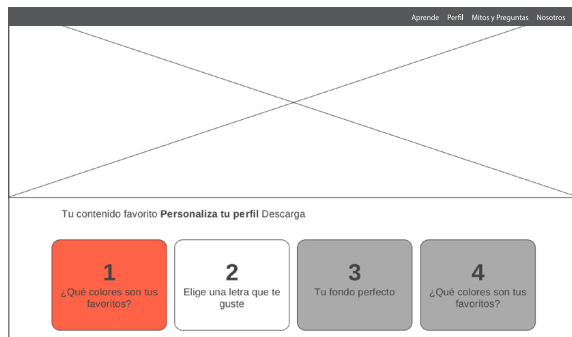 Aprende Perfil Mitos y Preguntas Nosotros
Tu contenido favorito Personaliza tu perfil Descarga
1
¿Qué colores son tus
favoritos?
2
Elige una letra que te
guste
3
Tu fondo perfecto
4
¿Qué colores son tus
favoritos?